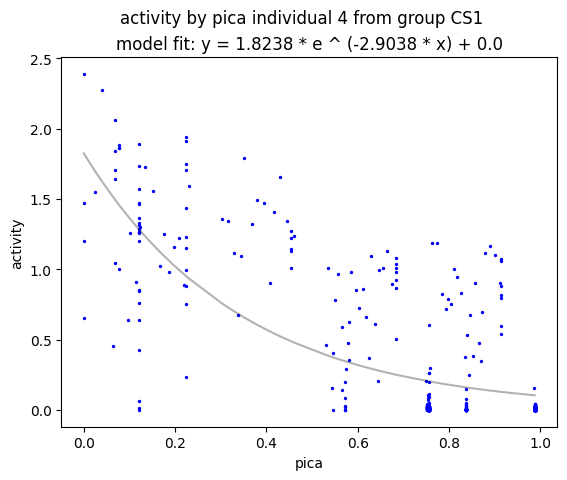 activity by pica individual 4 from group CS1
model fit: y = 1.8238 * e ^ (-2.9038 * x) + 0.0
2.5
2.0
1.5
1.0
0.5
0.0
activity
0.0 0.2 0.4 0.6 0.8 1.0
pica